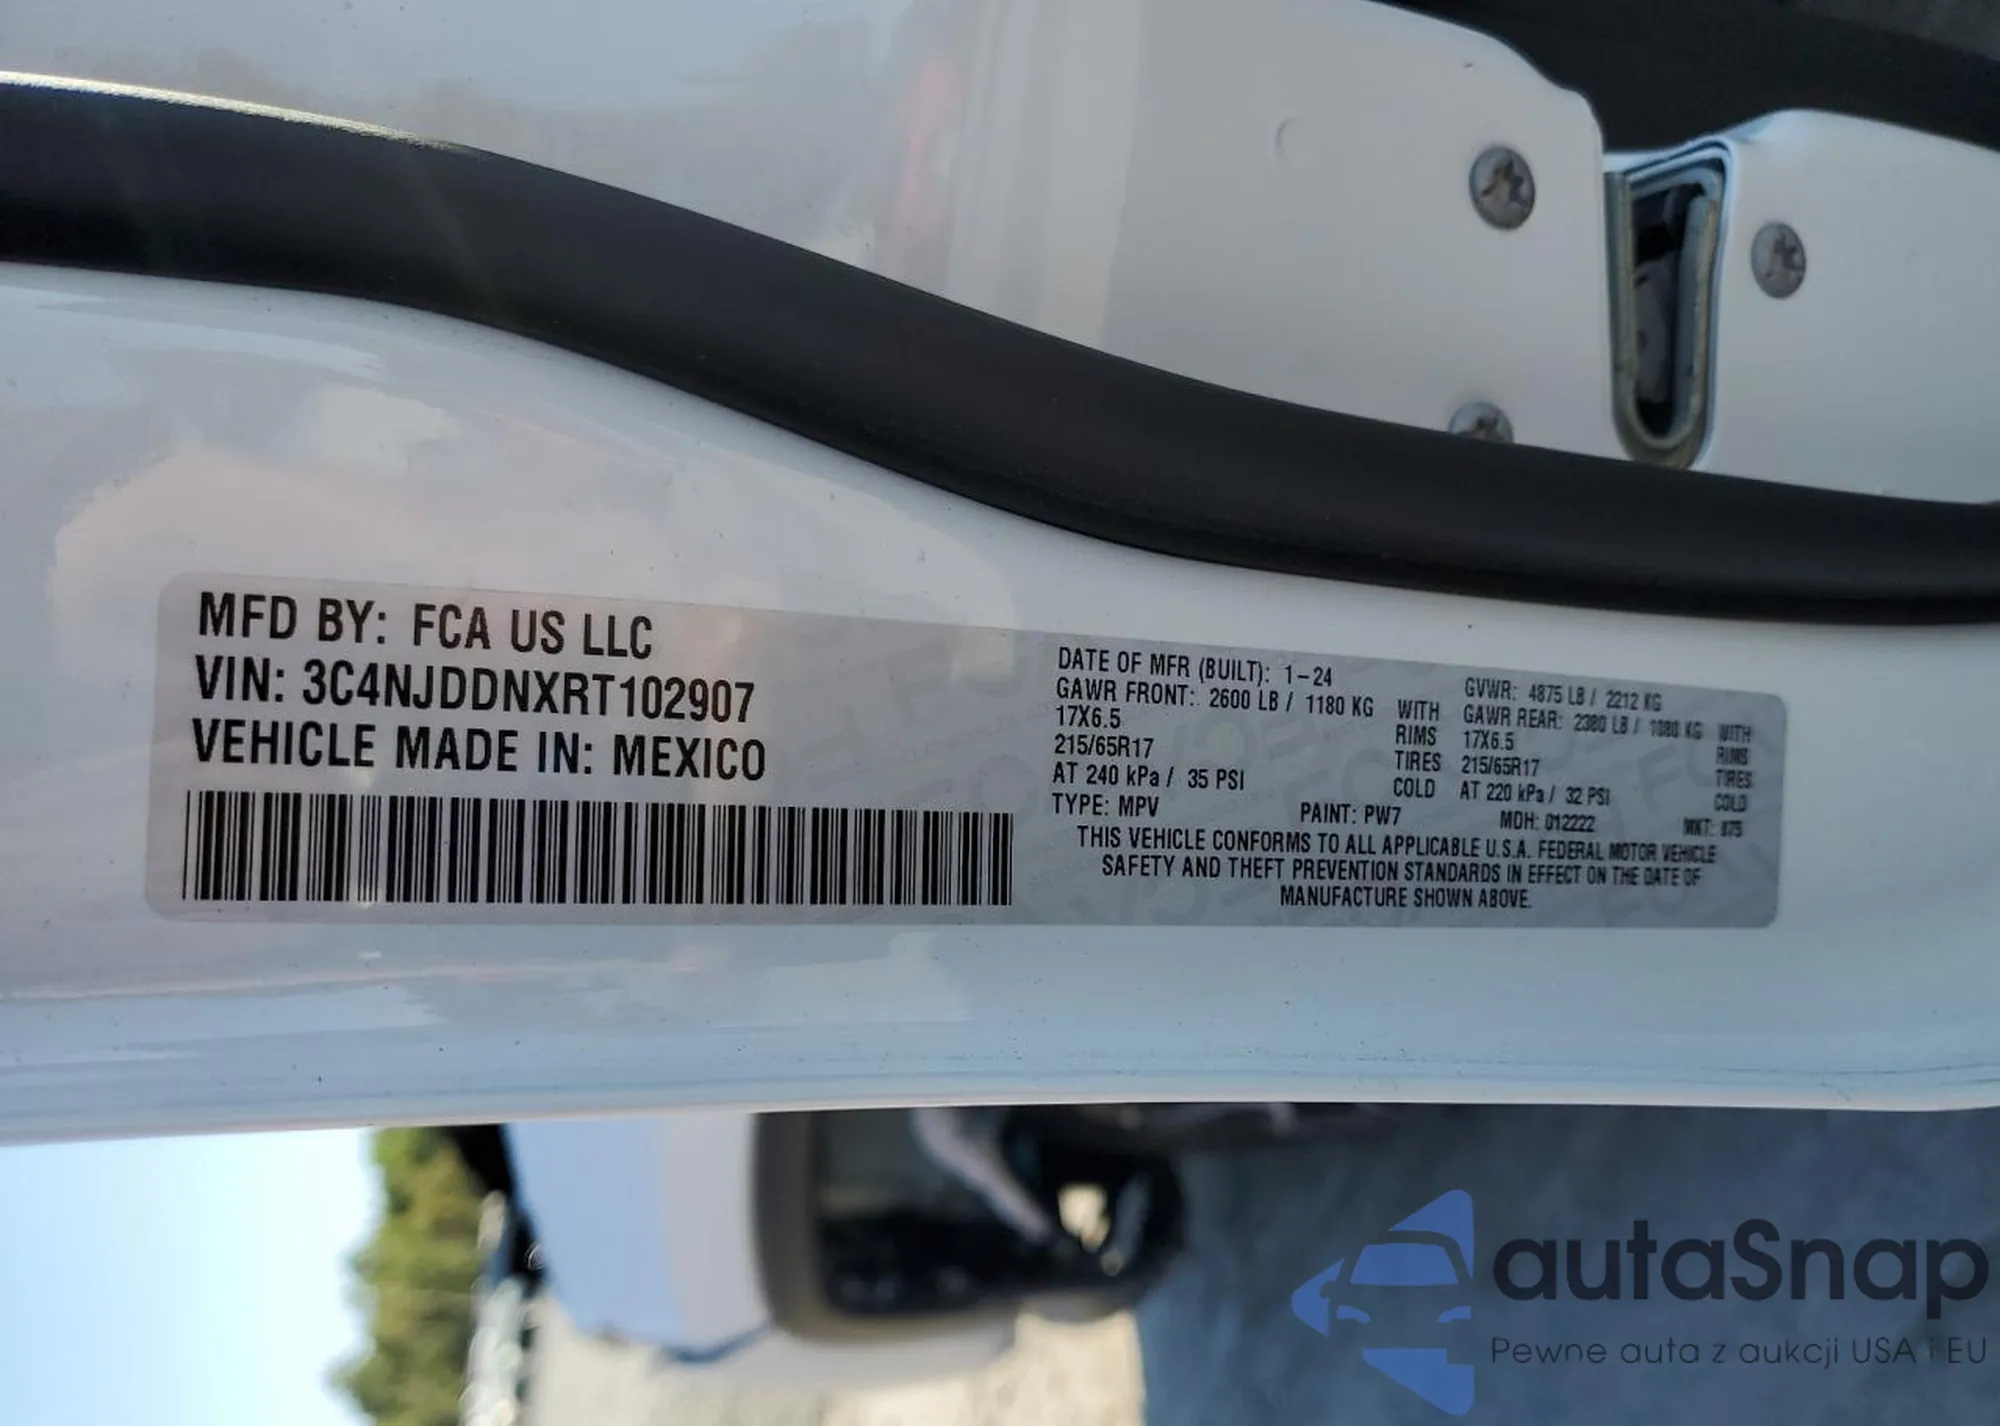 MFD BY: FCA US LLC
VIN: 3C4NJDDNXRT102907
VEHICLE MADE IN: MEXICO
DATE OF MFR (BUILT): 1-24 GVWR: 4875 LB / 2212 KG
GAWR FRONT: 2600 LB / 1180 KG WITH GAWR REAR: 2380 LB / 1080 KG WITH
17X6.5 RIMS 17X6.5 RIMS
215/65R17 TIRES 215/65R17 TIRES
AT 240 kPa / 35 PSI COLD AT 220 kPa / 32 PSI COLD
TYPE: MPV PAINT: PW7 MDH: 012222 MKT:
THIS VEHICLE CONFORMS TO ALL APPLICABLE U.S.A. FEDERAL MOTOR VEHICLE
SAFETY AND THEFT PREVENTION STANDARDS IN EFFECT ON THE DATE OF
MANUFACTURE SHOWN ABOVE.
autaSnap
Pewne auta z aukcji USA i EU